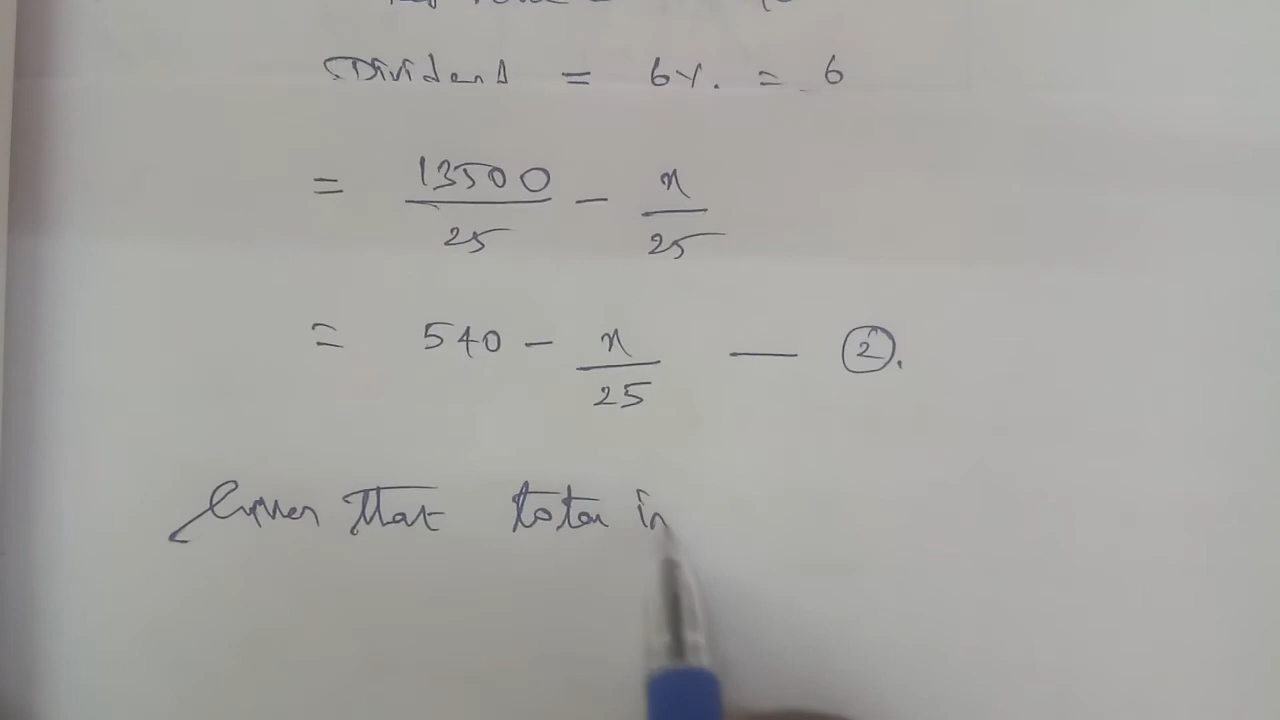 Dividend = 6%. = 6
= 13500/25 - x/25
= 540 - x/25 — ②.
Given that total in